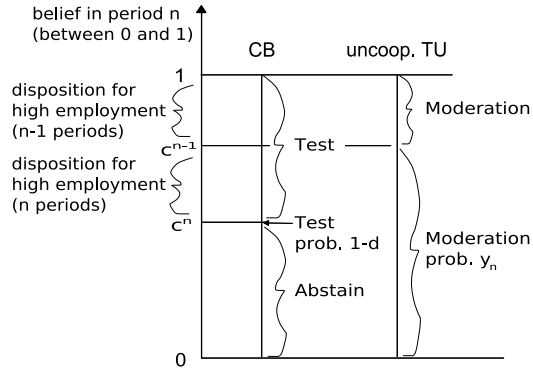 belief in period n
(between 0 and 1)
CB
uncoop. TU
1
disposition for
high employment
(n-1 periods)
Moderation
c^n-1
Test
disposition for
high employment
(n periods)
c^n
Test
prob. 1-d
Moderation
prob. y_n
Abstain
0